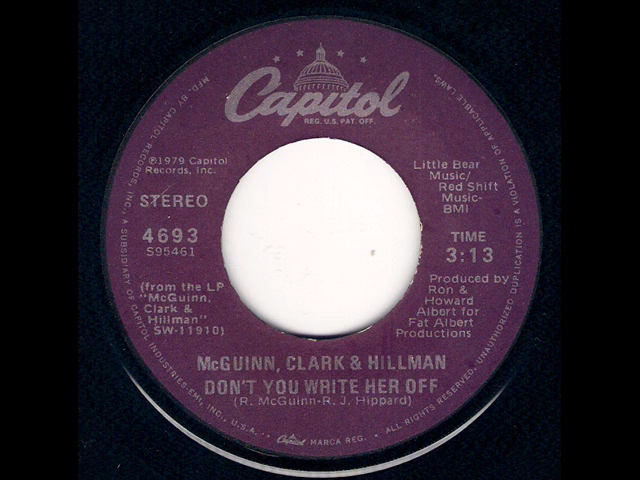 Capitol
REG. U.S. PAT. OFF.
℗1979 Capitol
Records, Inc.
STEREO
4693
S95461
(from the LP
"McGuinn,
Clark &
Hillman"
SW-11910)
Little Bear
Music/
Red Shift
Music-
BMI
TIME
3:13
Produced by
Ron &
Howard
Albert for
Fat Albert
Productions
McGUINN, CLARK & HILLMAN
DON'T YOU WRITE HER OFF
(R. McGuinn-R. J. Hippard)
MFD. BY CAPITOL RECORDS, INC., A SUBSIDIARY OF CAPITOL INDUSTRIES-EMI, INC., U.S.A. • Capitol MARCA REG. • ALL RIGHTS RESERVED. UNAUTHORIZED DUPLICATION IS A VIOLATION OF APPLICABLE LAWS.